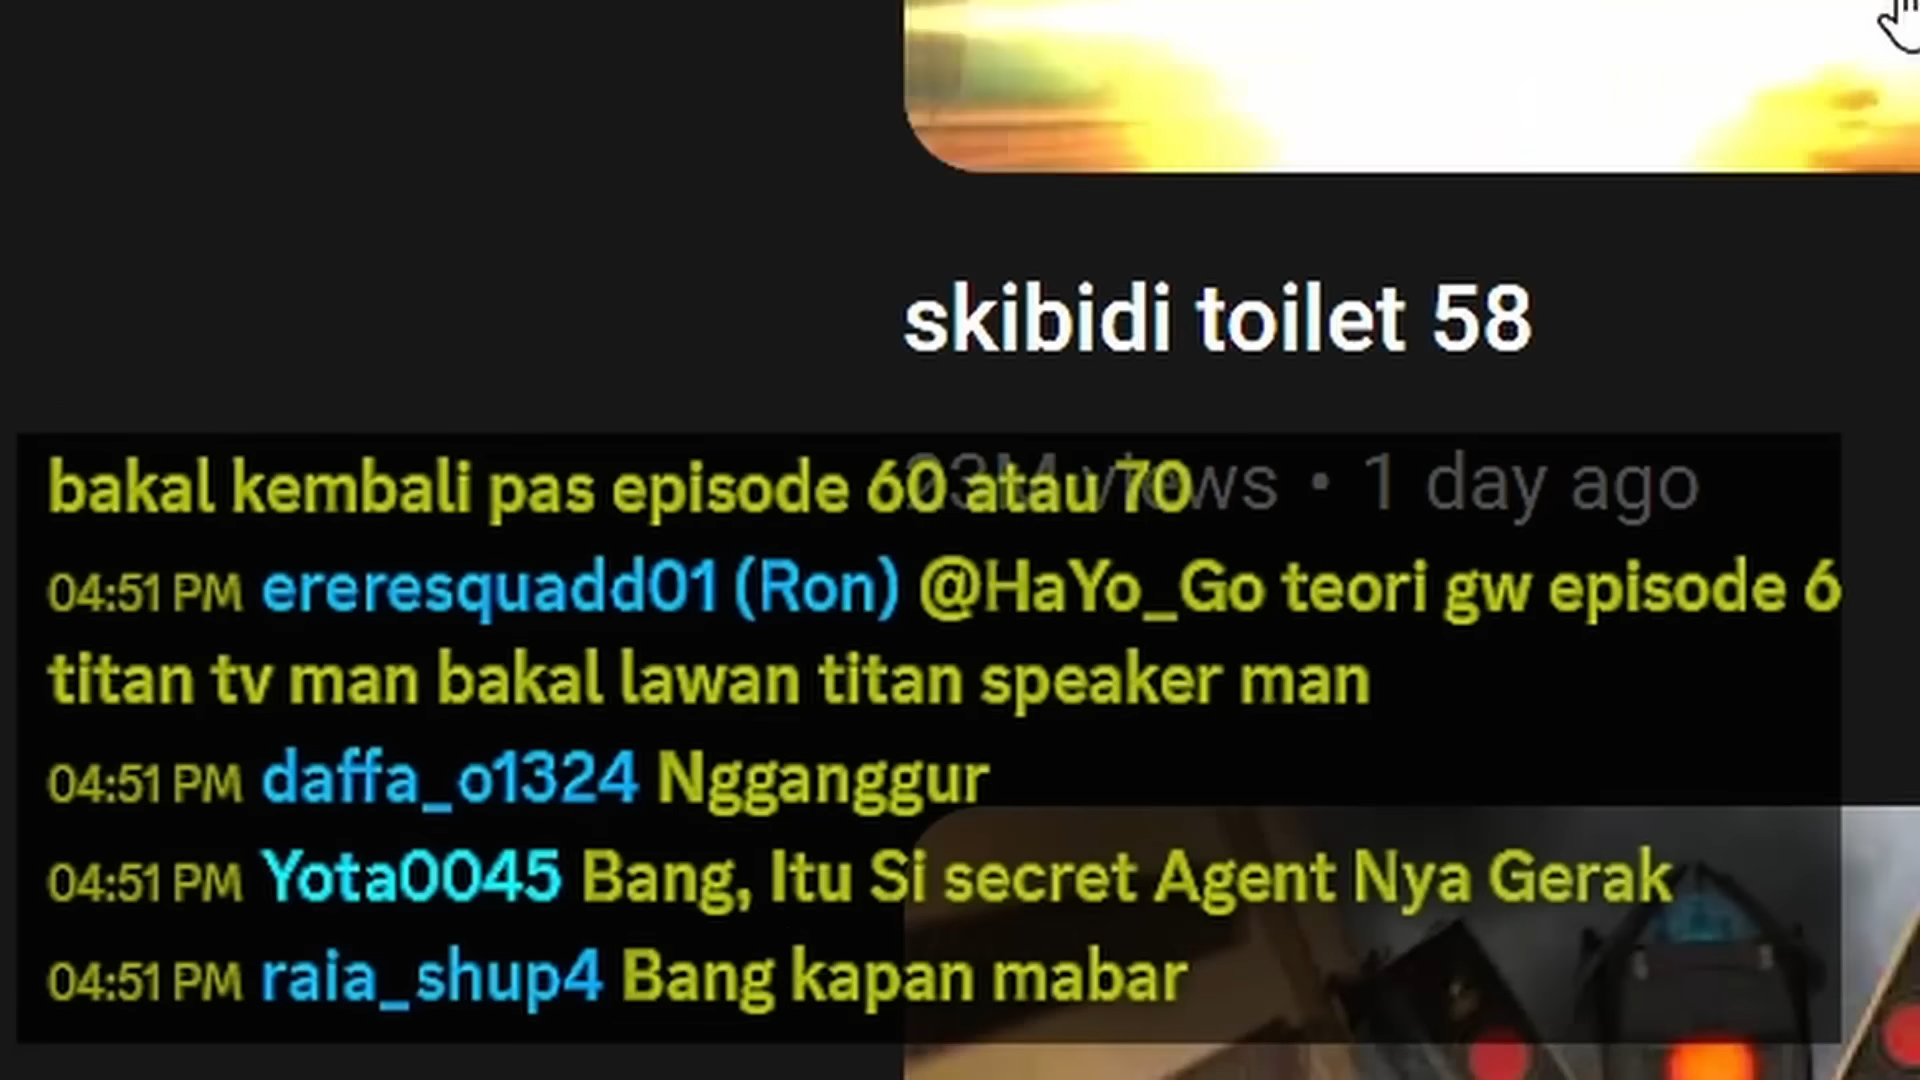 skibidi toilet 58
23M views • 1 day ago
bakal kembali pas episode 60 atau 70
04:51 PM ereresquadd01 (Ron) @HaYo_Go teori gw episode 6
titan tv man bakal lawan titan speaker man
04:51 PM daffa_o1324 Ngganggur
04:51 PM Yota0045 Bang, Itu Si secret Agent Nya Gerak
04:51 PM raia_shup4 Bang kapan mabar